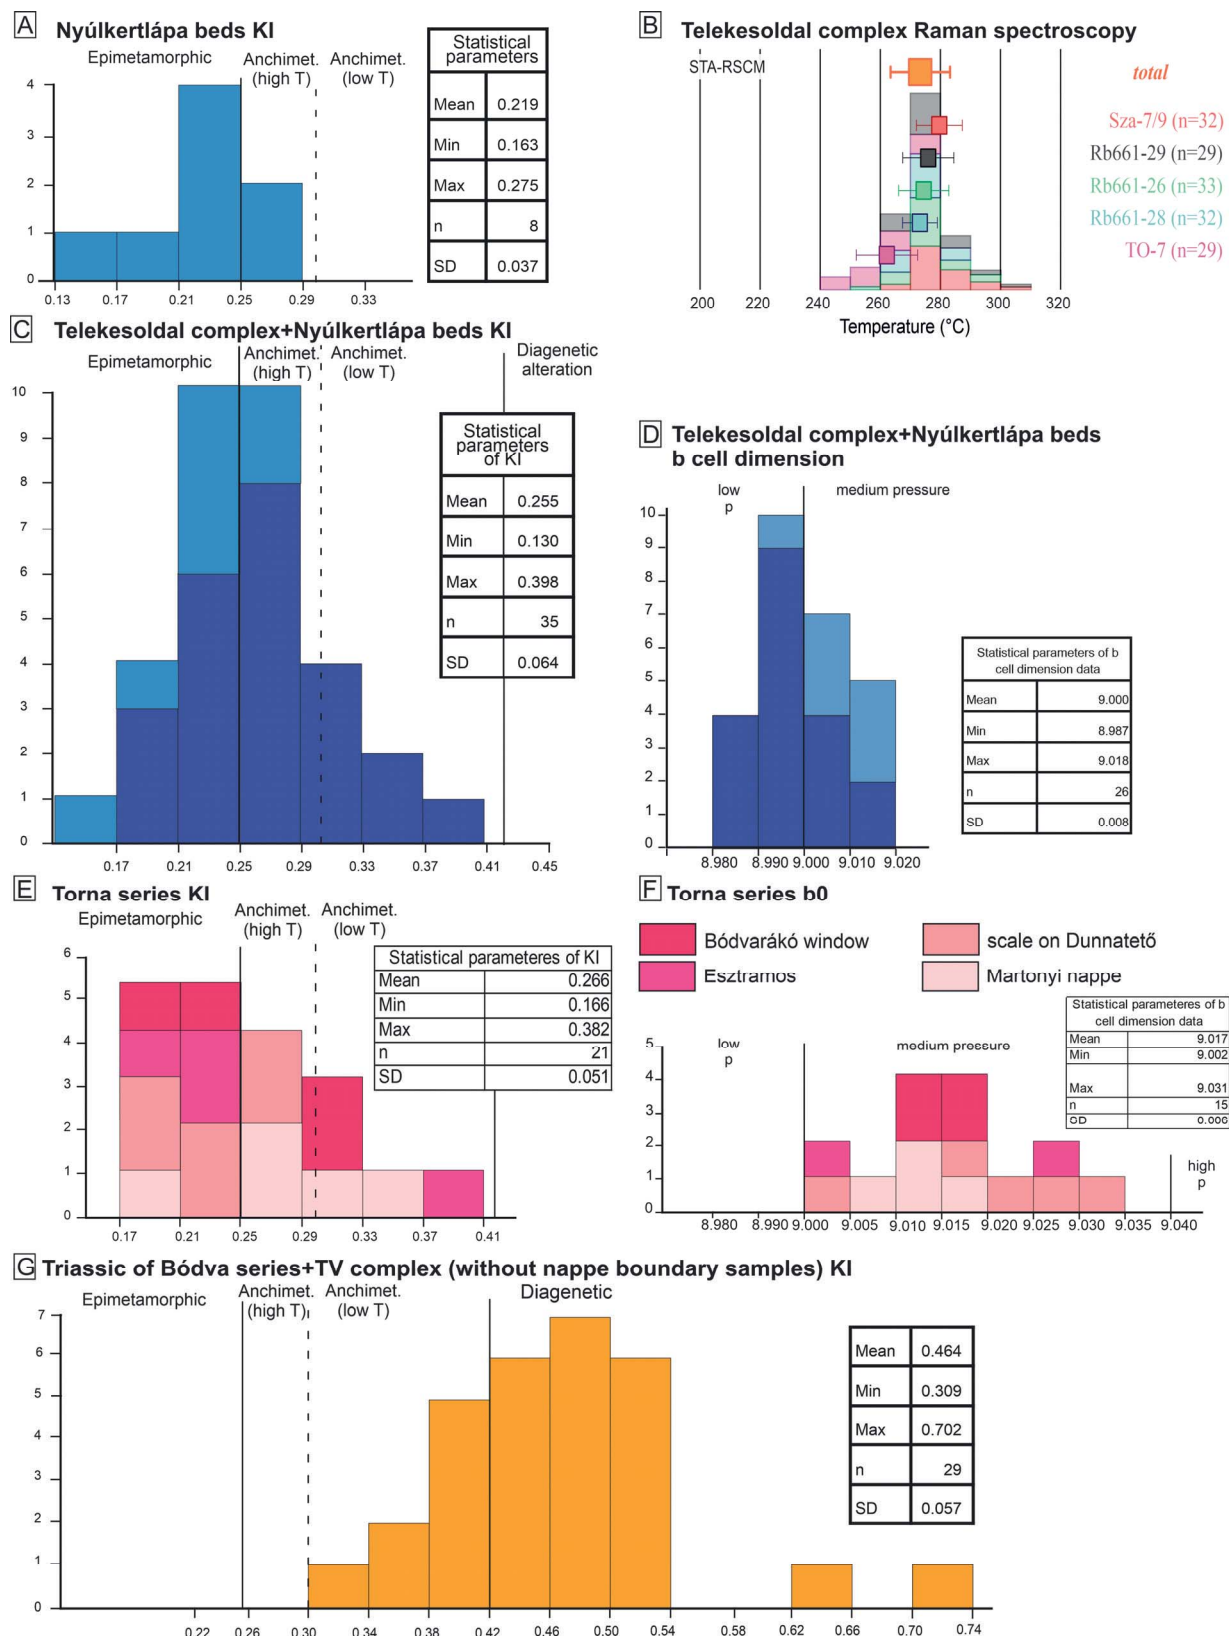 A Nyúlkertlápa beds KI
Epimetamorphic
Anchimet.
(high T)
Anchimet.
(low T)
4
3
2
1
0
0.13 0.17 0.21 0.25 0.29 0.33
Statistical
parameters
Mean 0.219
Min 0.163
Max 0.275
n 8
SD 0.037
B Telekesoldal complex Raman spectroscopy
STA-RSCM
total
Sza-7/9 (n=32)
Rb661-29 (n=29)
Rb661-26 (n=33)
Rb661-28 (n=32)
TO-7 (n=29)
200 220 240 260 280 300 320
Temperature (°C)
C Telekesoldal complex+Nyúlkertlápa beds KI
Epimetamorphic
Anchimet.
(high T)
Anchimet.
(low T)
Diagenetic
alteration
10
9
8
7
6
5
4
3
2
1
0
0.17 0.21 0.25 0.29 0.33 0.37 0.41 0.45
Statistical
parameters
of KI
Mean 0.255
Min 0.130
Max 0.398
n 35
SD 0.064
D Telekesoldal complex+Nyúlkertlápa beds
b cell dimension
low
p
medium pressure
10
9
8
7
6
5
4
3
2
1
0
8.980 8.990 9.000 9.010 9.020
Statistical parameters of b
cell dimension data
Mean 9.000
Min 8.987
Max 9.018
n 26
SD 0.008
E Torna series KI
Epimetamorphic
Anchimet.
(high T)
Anchimet.
(low T)
6
5
4
3
2
1
0
0.17 0.21 0.25 0.29 0.33 0.37 0.41
Statistical parameteres of KI
Mean 0.266
Min 0.166
Max 0.382
n 21
SD 0.051
F Torna series b0
Bódvarákó window
scale on Dunnatető
Esztramos
Martonyi nappe
low
p
medium pressure
high
p
5
4
3
2
1
0
8.980 8.990 9.000 9.005 9.010 9.015 9.020 9.025 9.030 9.035 9.040
Statistical parameteres of b
cell dimension data
Mean 9.017
Min 9.002
Max 9.031
n 15
SD
G Triassic of Bódva series+TV complex (without nappe boundary samples) KI
Epimetamorphic
Anchimet.
(high T)
Anchimet.
(low T)
Diagenetic
7
6
5
4
3
2
1
0
0.22 0.26 0.30 0.34 0.38 0.42 0.46 0.50 0.54 0.58 0.62 0.66 0.70 0.74
Mean 0.464
Min 0.309
Max 0.702
n 29
SD 0.057